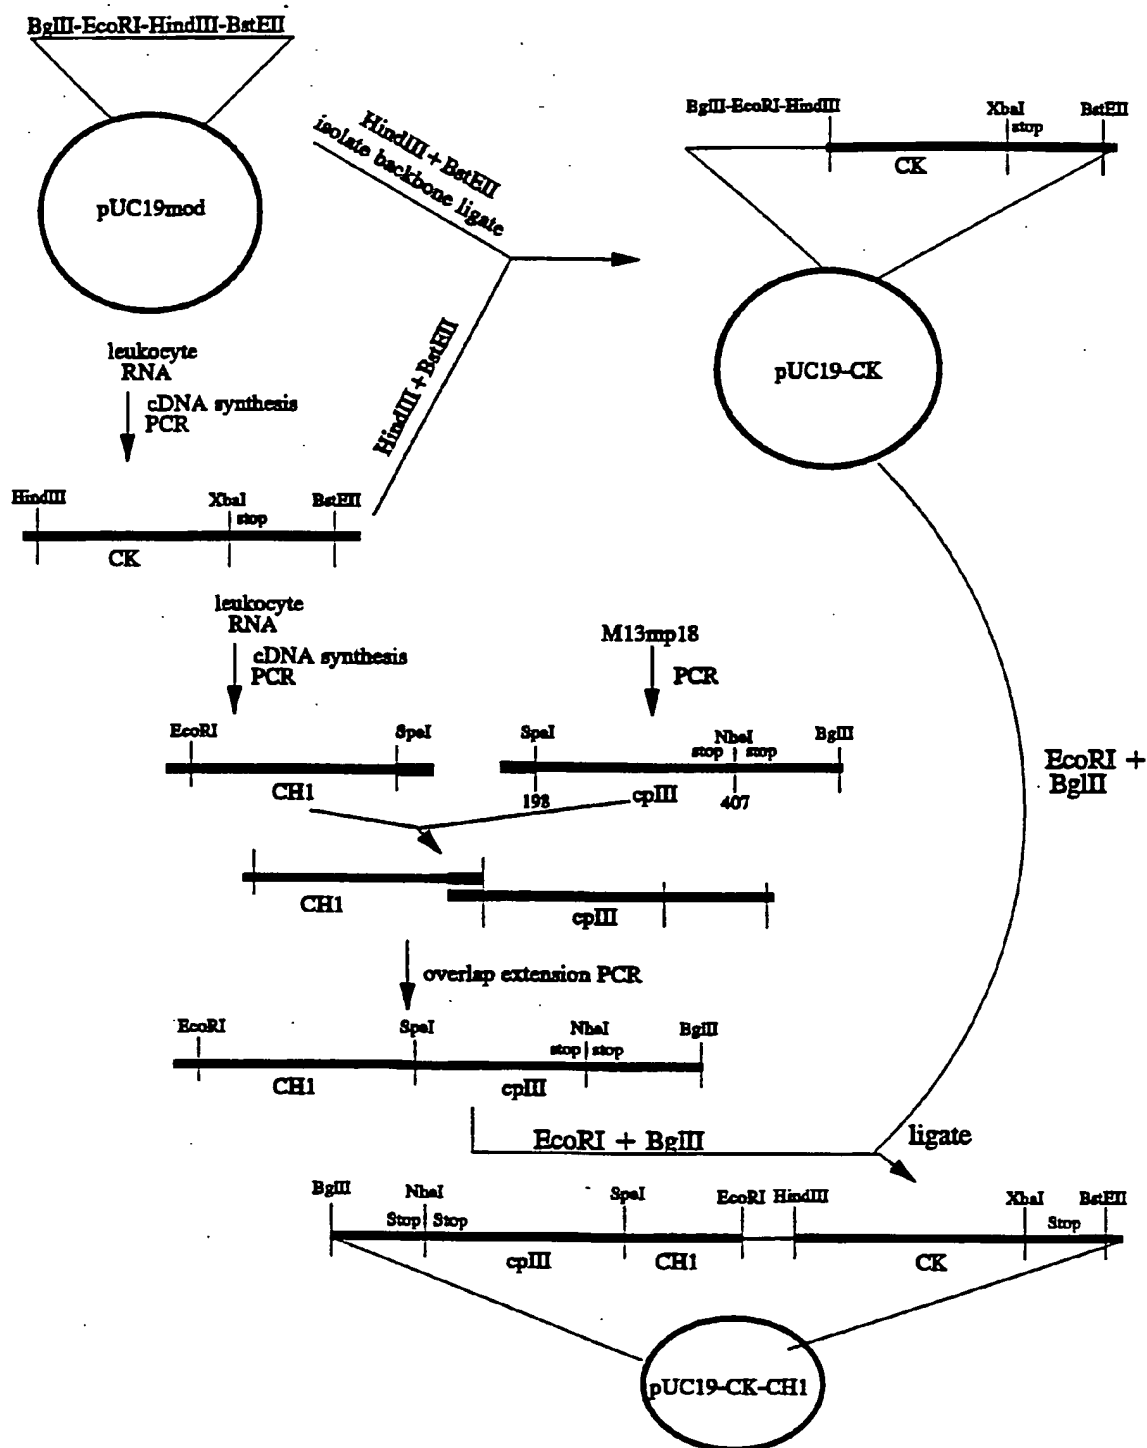 BglII-EcoRI-HindIII-BstEII
pUC19mod
HindIII+BstEII
isolate backbone ligate
BglII-EcoRI-HindIII
XbaI
stop
BstEII
CK
pUC19-CK
leukocyte
RNA
cDNA synthesis
PCR
HindIII+BstEII
HindIII
XbaI
stop
BstEII
CK
leukocyte
RNA
cDNA synthesis
PCR
M13mp18
PCR
EcoRI
SpeI
CH1
SpeI
NheI
stop
stop
BglII
198
cpIII
407
EcoRI +
BglII
CH1
cpIII
overlap extension PCR
EcoRI
SpeI
NheI
stop
stop
BglII
CH1
cpIII
EcoRI + BglII
ligate
BglII
NheI
Stop
Stop
SpeI
EcoRI
HindIII
XbaI
Stop
BstEII
cpIII
CH1
CK
pUC19-CK-CH1